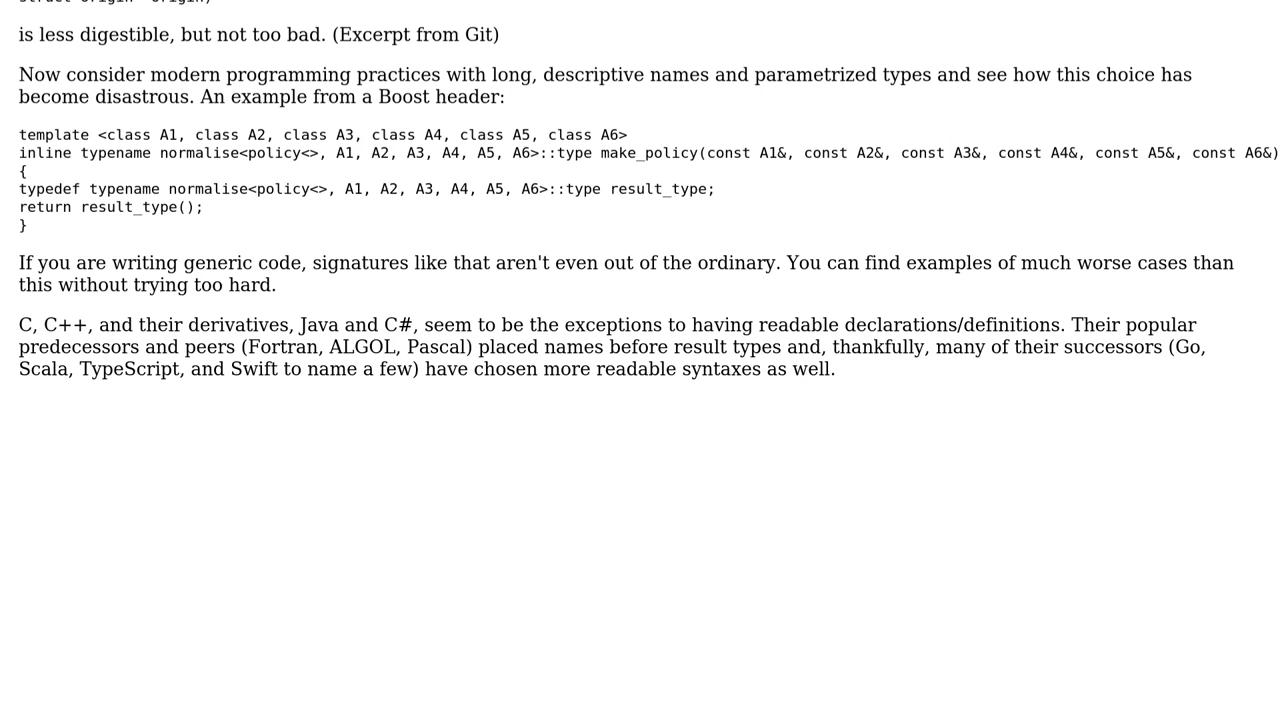 is less digestible, but not too bad. (Excerpt from Git)
Now consider modern programming practices with long, descriptive names and parametrized types and see how this choice has
become disastrous. An example from a Boost header:
template <class A1, class A2, class A3, class A4, class A5, class A6>
inline typename normalise<policy<>, A1, A2, A3, A4, A5, A6>::type make_policy(const A1&, const A2&, const A3&, const A4&, const A5&, const A6&)
{
typedef typename normalise<policy<>, A1, A2, A3, A4, A5, A6>::type result_type;
return result_type();
}
If you are writing generic code, signatures like that aren't even out of the ordinary. You can find examples of much worse cases than
this without trying too hard.
C, C++, and their derivatives, Java and C#, seem to be the exceptions to having readable declarations/definitions. Their popular
predecessors and peers (Fortran, ALGOL, Pascal) placed names before result types and, thankfully, many of their successors (Go,
Scala, TypeScript, and Swift to name a few) have chosen more readable syntaxes as well.